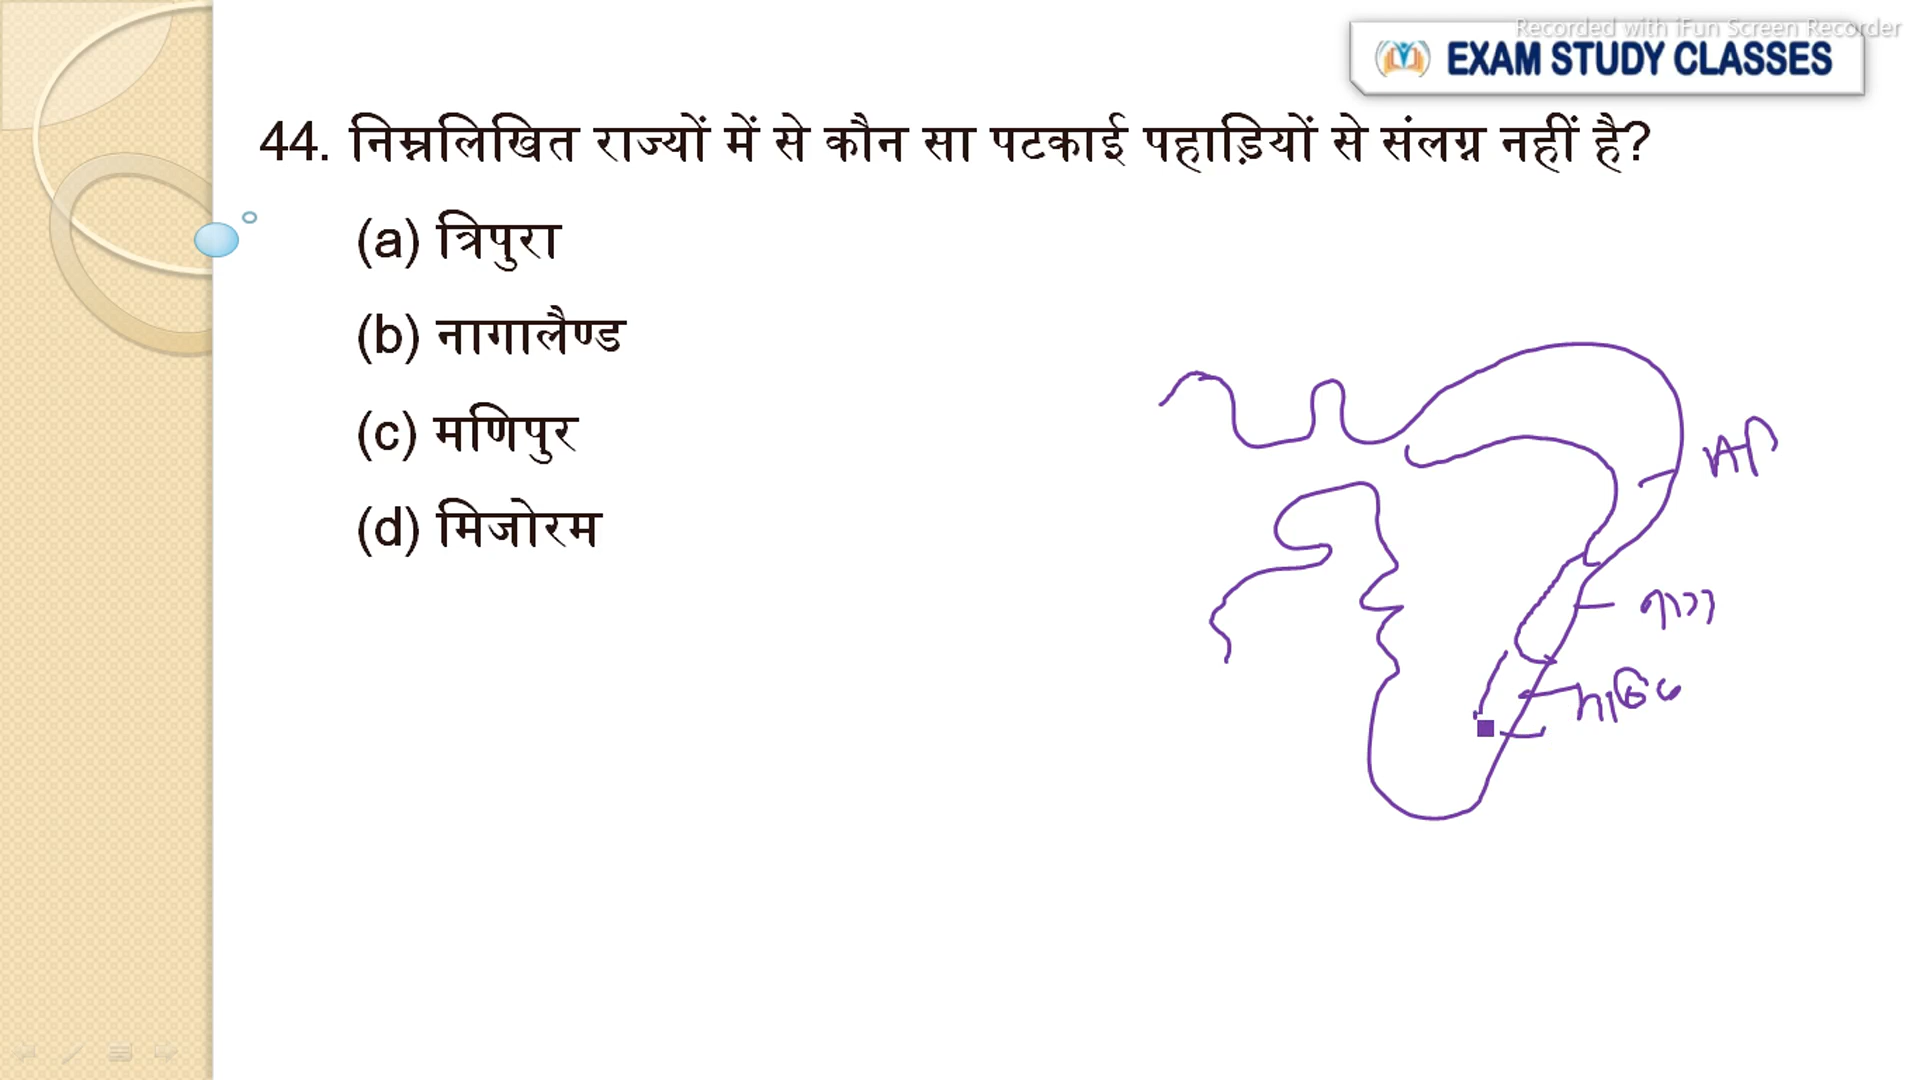 Recorded with iFun Screen Recorder
EXAM STUDY CLASSES
44. निम्नलिखित राज्यों में से कौन सा पटकाई पहाड़ियों से संलग्न नहीं है?
(a) त्रिपुरा
(b) नागालैण्ड
(c) मणिपुर
(d) मिजोरम